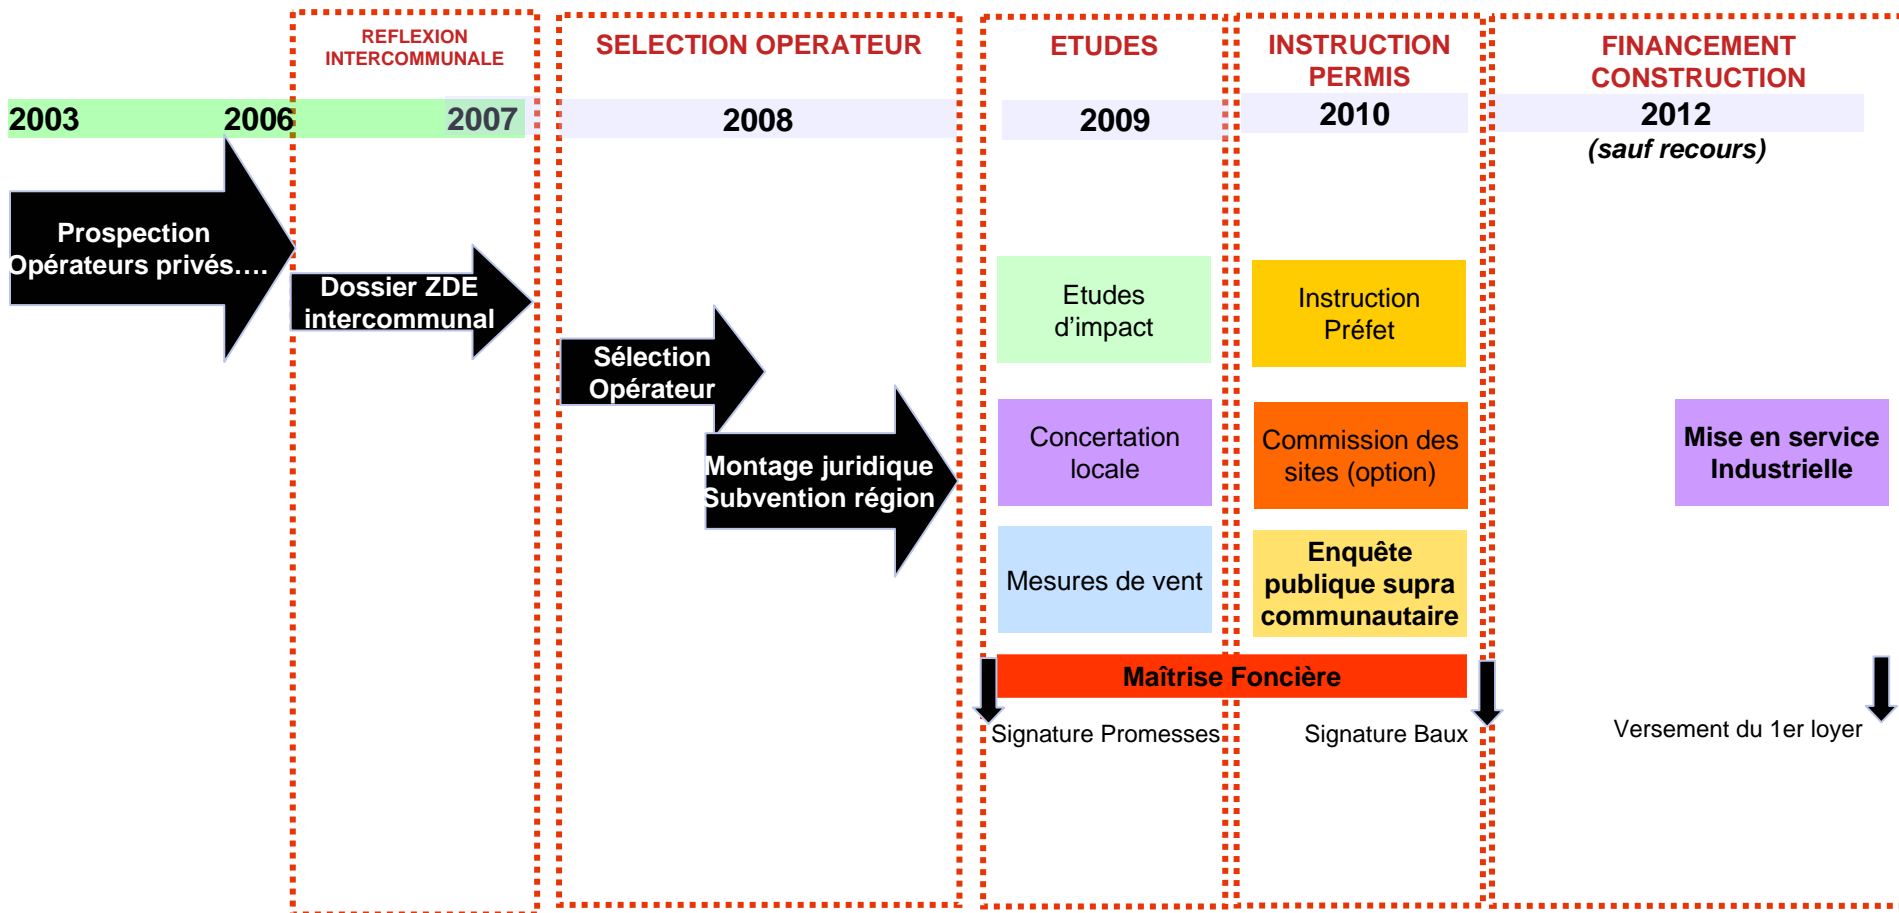 REFLEXION
INTERCOMMUNALE
SELECTION OPERATEUR
ETUDES
INSTRUCTION
PERMIS
FINANCEMENT
CONSTRUCTION
2003
2006
2007
2008
2009
2010
2012
(sauf recours)
Prospection
Opérateurs privés….
Dossier ZDE
intercommunal
Sélection
Opérateur
Montage juridique
Subvention région
Etudes
d’impact
Concertation
locale
Mesures de vent
Instruction
Préfet
Commission des
sites (option)
Enquête
publique supra
communautaire
Mise en service
Industrielle
Maîtrise Foncière
Signature Promesses
Signature Baux
Versement du 1er loyer